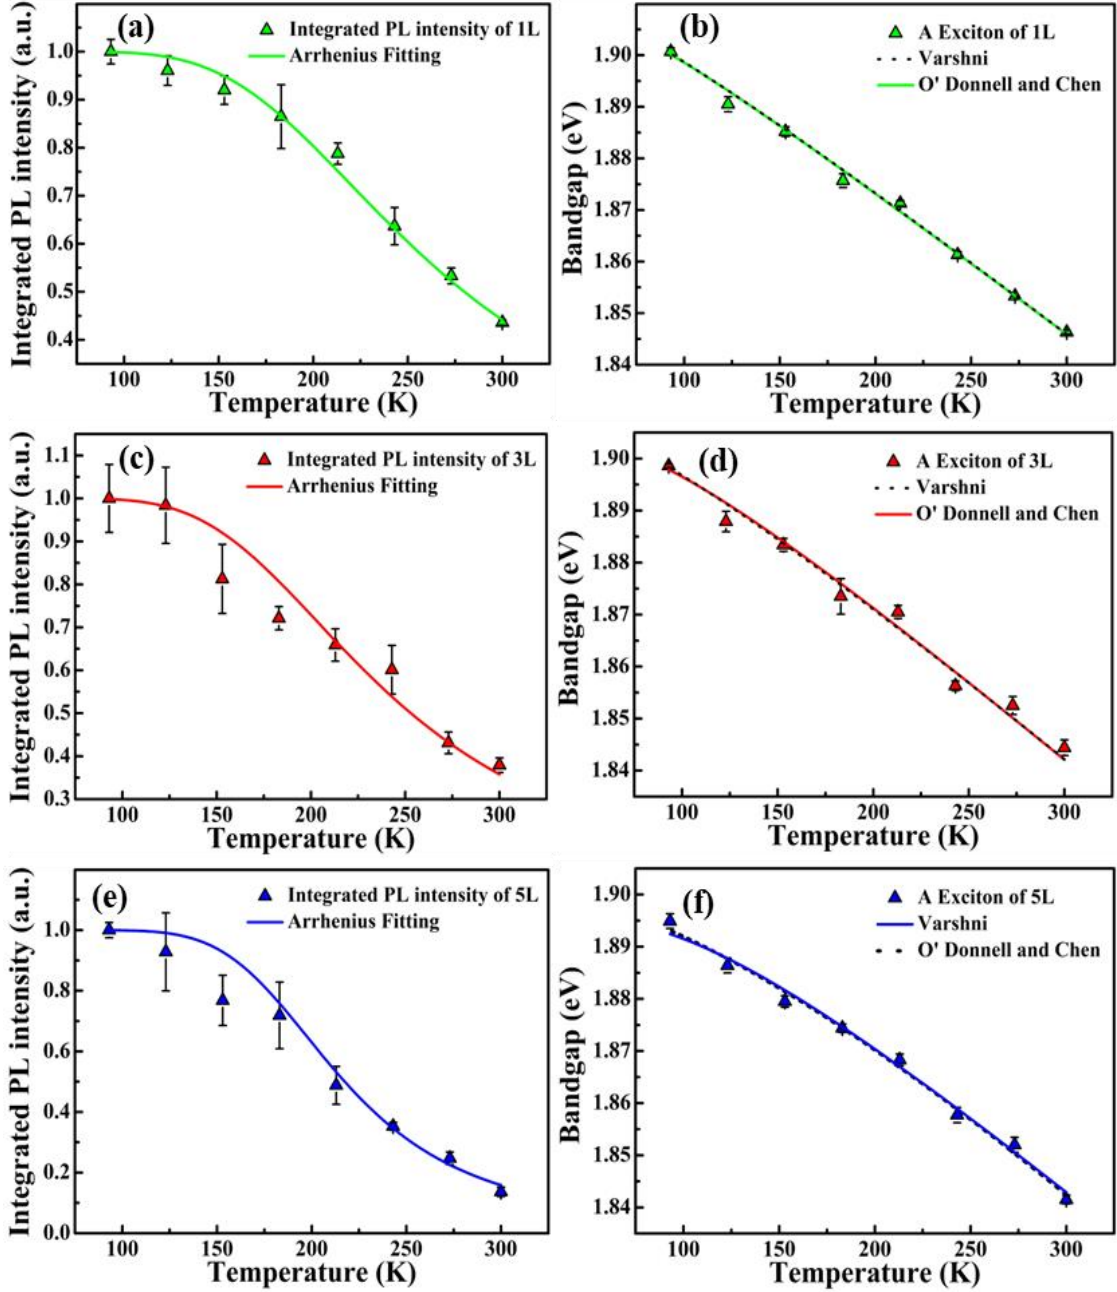 (a)
Integrated PL intensity of 1L
Arrhenius Fitting
Integrated PL intensity (a.u.)
1.0
0.9
0.8
0.7
0.6
0.5
0.4
100 150 200 250 300
Temperature (K)
(b)
A Exciton of 1L
Varshni
O' Donnell and Chen
Bandgap (eV)
1.90
1.89
1.88
1.87
1.86
1.85
1.84
100 150 200 250 300
Temperature (K)
(c)
Integrated PL intensity of 3L
Arrhenius Fitting
Integrated PL intensity (a.u.)
1.1
1.0
0.9
0.8
0.7
0.6
0.5
0.4
0.3
100 150 200 250 300
Temperature (K)
(d)
A Exciton of 3L
Varshni
O' Donnell and Chen
Bandgap (eV)
1.90
1.89
1.88
1.87
1.86
1.85
1.84
100 150 200 250 300
Temperature (K)
(e)
Integrated PL intensity of 5L
Arrhenius Fitting
Integrated PL intensity (a.u.)
1.0
0.8
0.6
0.4
0.2
0.0
100 150 200 250 300
Temperature (K)
(f)
A Exciton of 5L
Varshni
O' Donnell and Chen
Bandgap (eV)
1.90
1.89
1.88
1.87
1.86
1.85
1.84
100 150 200 250 300
Temperature (K)